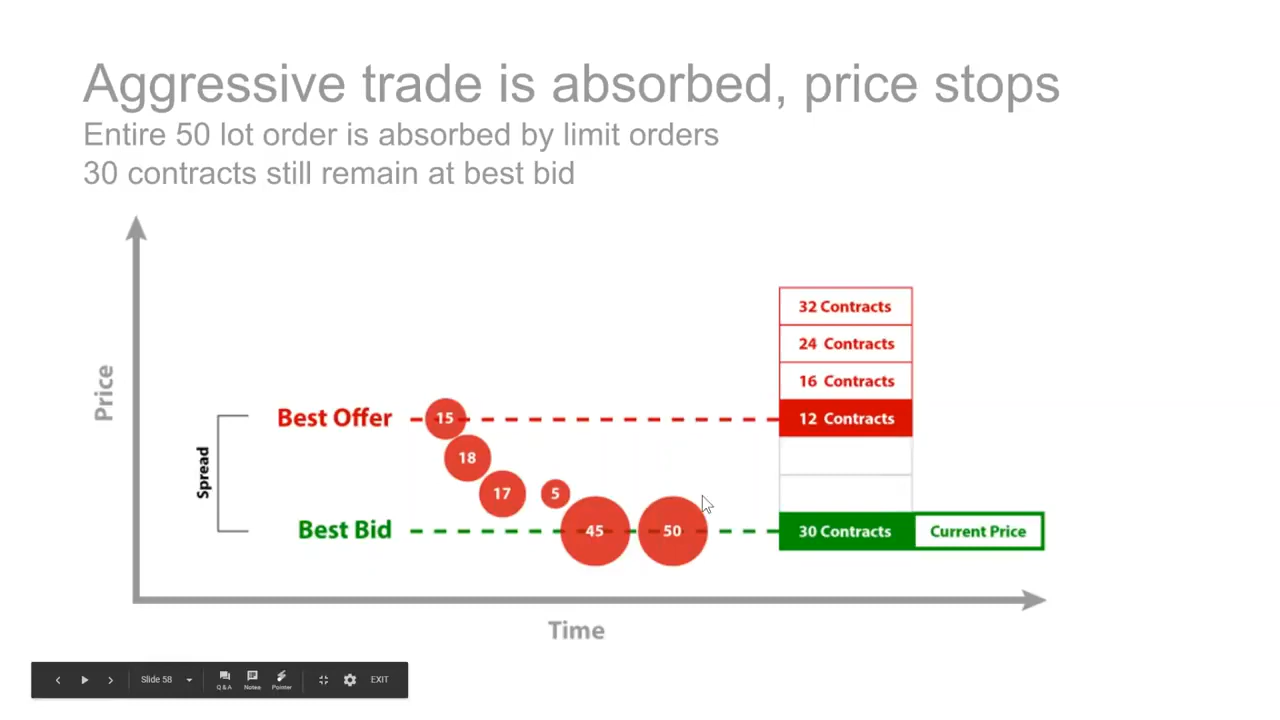 Aggressive trade is absorbed, price stops
Entire 50 lot order is absorbed by limit orders
30 contracts still remain at best bid
32 Contracts
24 Contracts
16 Contracts
Price
Best Offer
15
12 Contracts
18
Spread
17
5
Best Bid
45
50
30 Contracts
Current Price
Time
Slide 58
Q & A
Notes
Pointer
EXIT